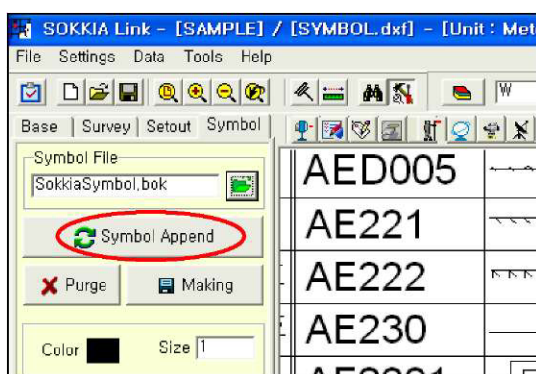 SOKKIA Link - [SAMPLE] / [SYMBOL.dxf] - [Unit : Met
File Settings Data Tools Help
W
Base Survey Setout Symbol
Symbol File
SokkiaSymbol,bok
Symbol Append
Purge Making
Color Size 1
AED005
AE221
AE222
AE230